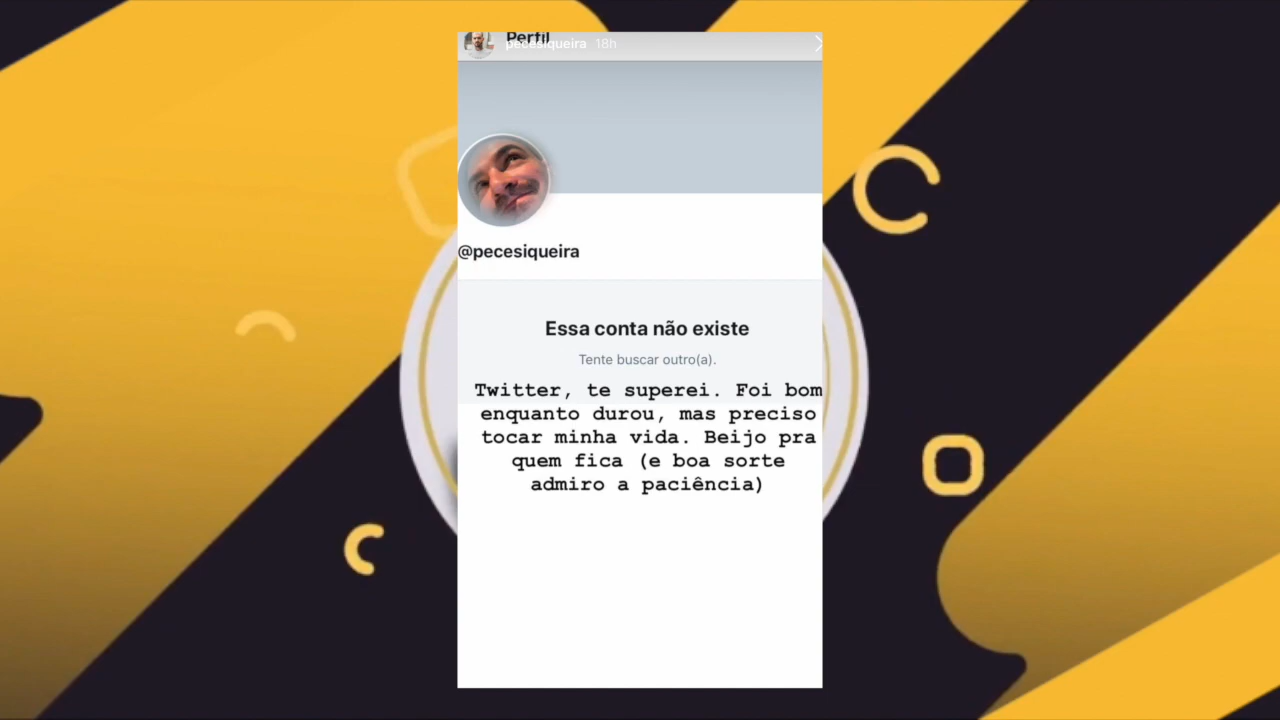 Perfil
pecesiqueira 18h
@pecesiqueira
Essa conta não existe
Tente buscar outro(a).
Twitter, te superei. Foi bom
enquanto durou, mas preciso
tocar minha vida. Beijo pra
quem fica (e boa sorte
admiro a paciência)